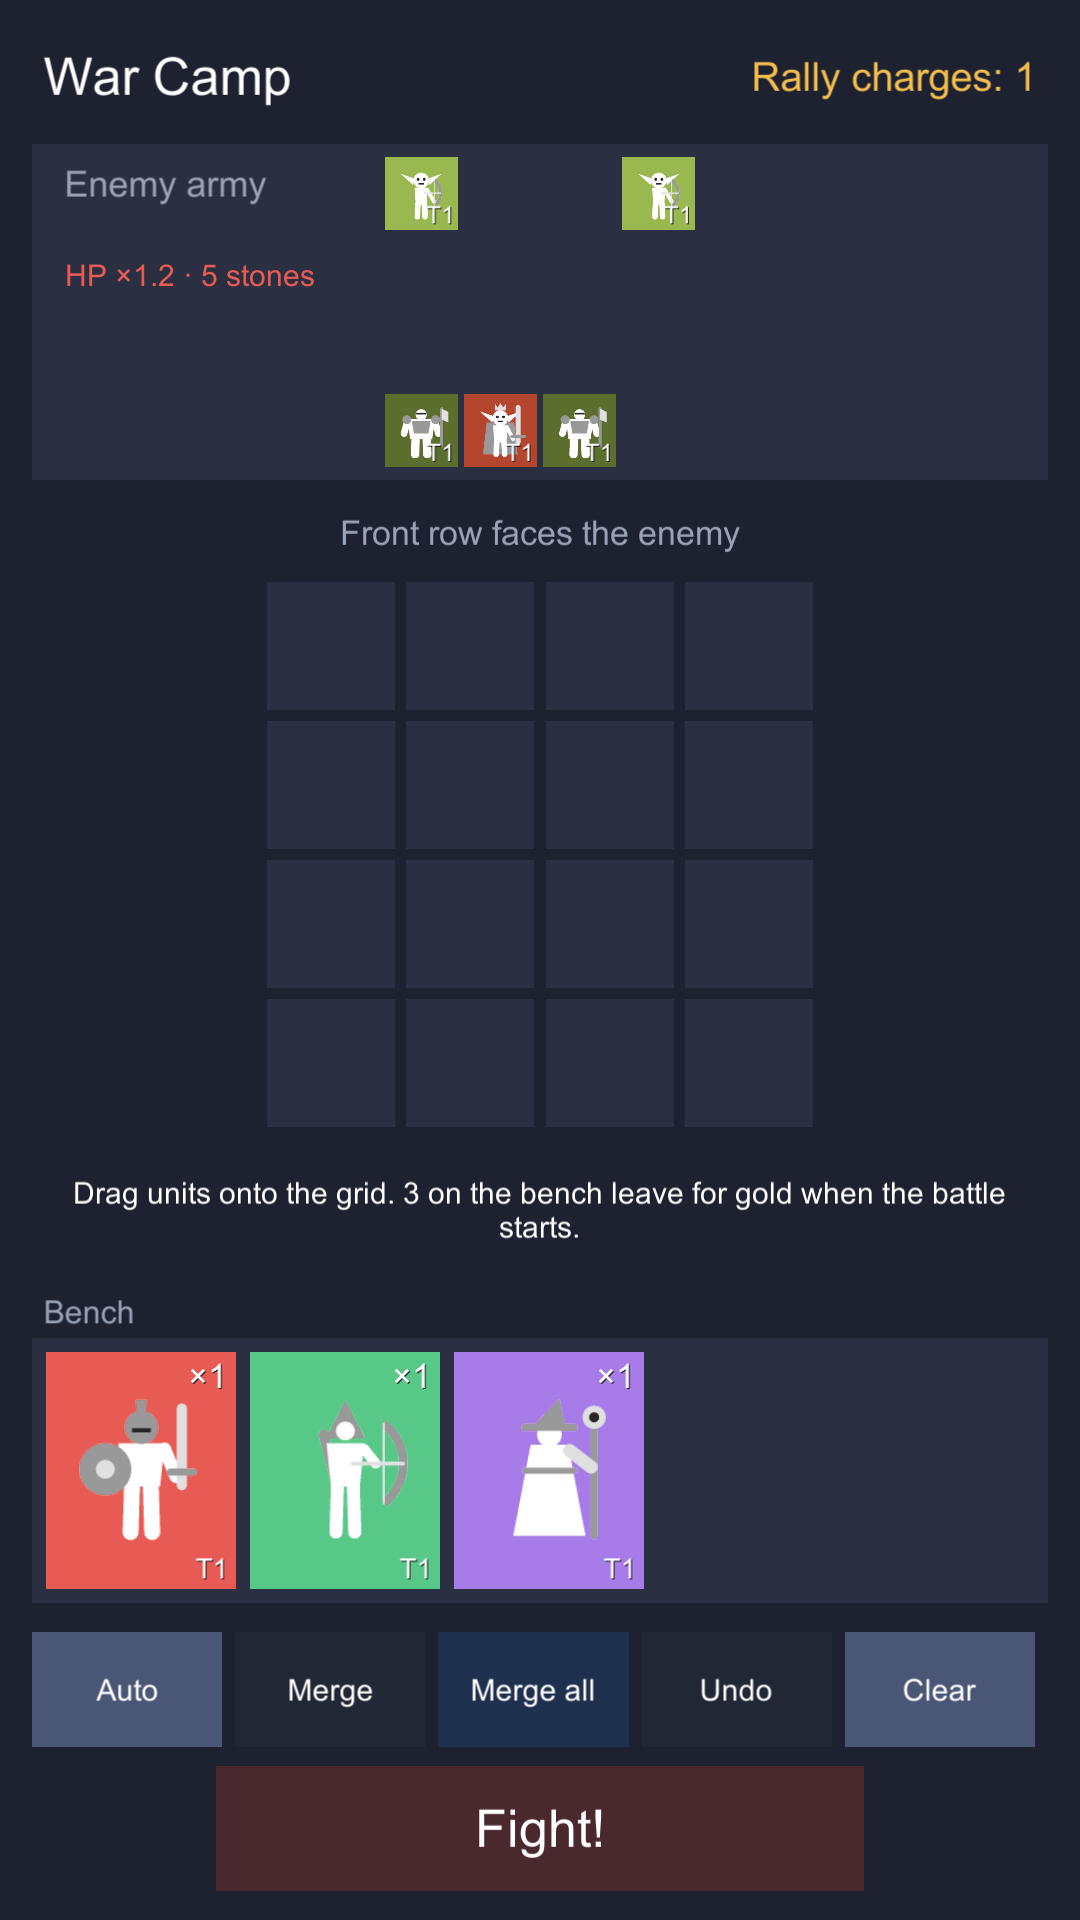 War Camp
Rally charges: 1
Enemy army
T1
T1
HP ×1.2 · 5 stones
T1
T1
T1
Front row faces the enemy
Drag units onto the grid. 3 on the bench leave for gold when the battle
starts.
Bench
×1
×1
×1
T1
T1
T1
Auto
Merge
Merge all
Undo
Clear
Fight!